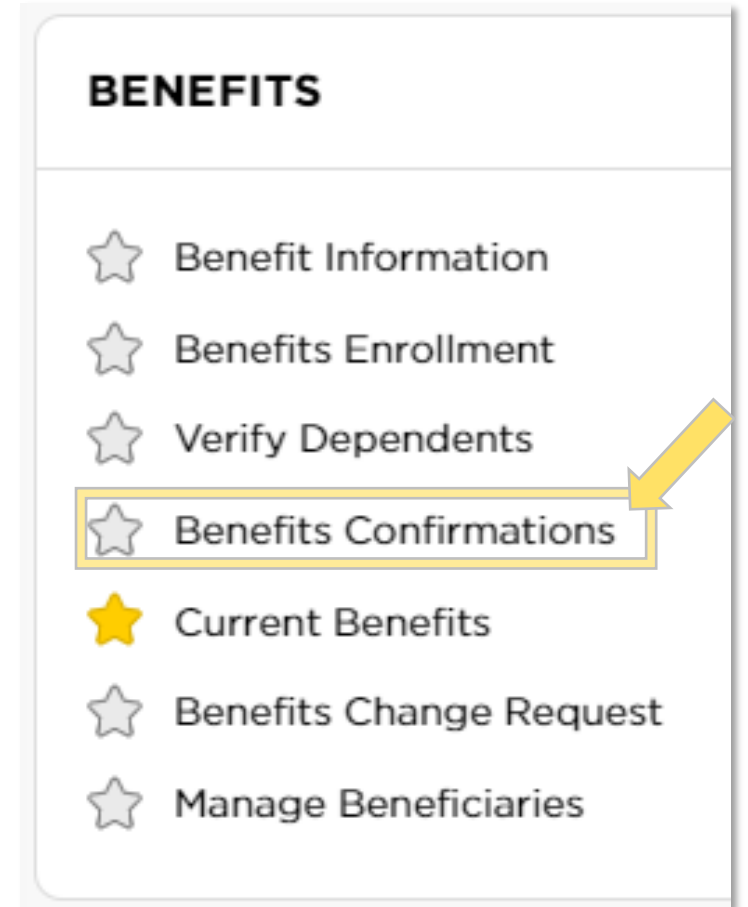 BENEFITS
Benefit Information
Benefits Enrollment
Verify Dependents
Benefits Confirmations
Current Benefits
Benefits Change Request
Manage Beneficiaries